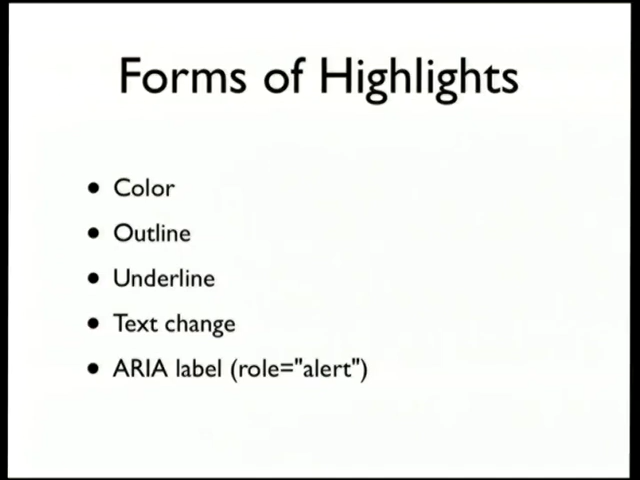 Forms of Highlights
• Color
• Outline
• Underline
• Text change
• ARIA label (role="alert")